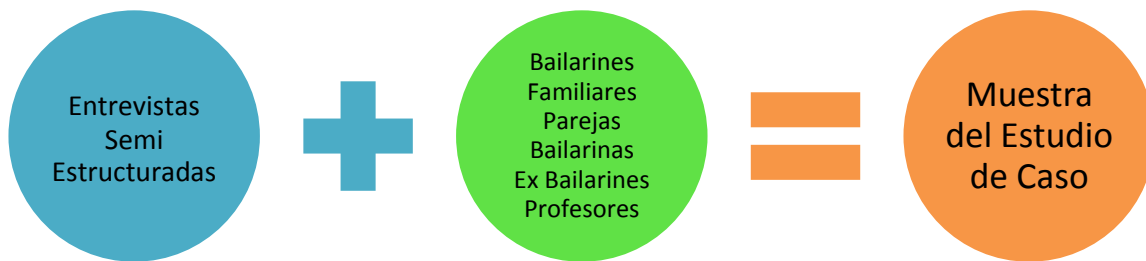 Entrevistas
Semi
Estructuradas
Bailarines
Familiares
Parejas
Bailarinas
Ex Bailarines
Profesores
Muestra
del Estudio
de Caso